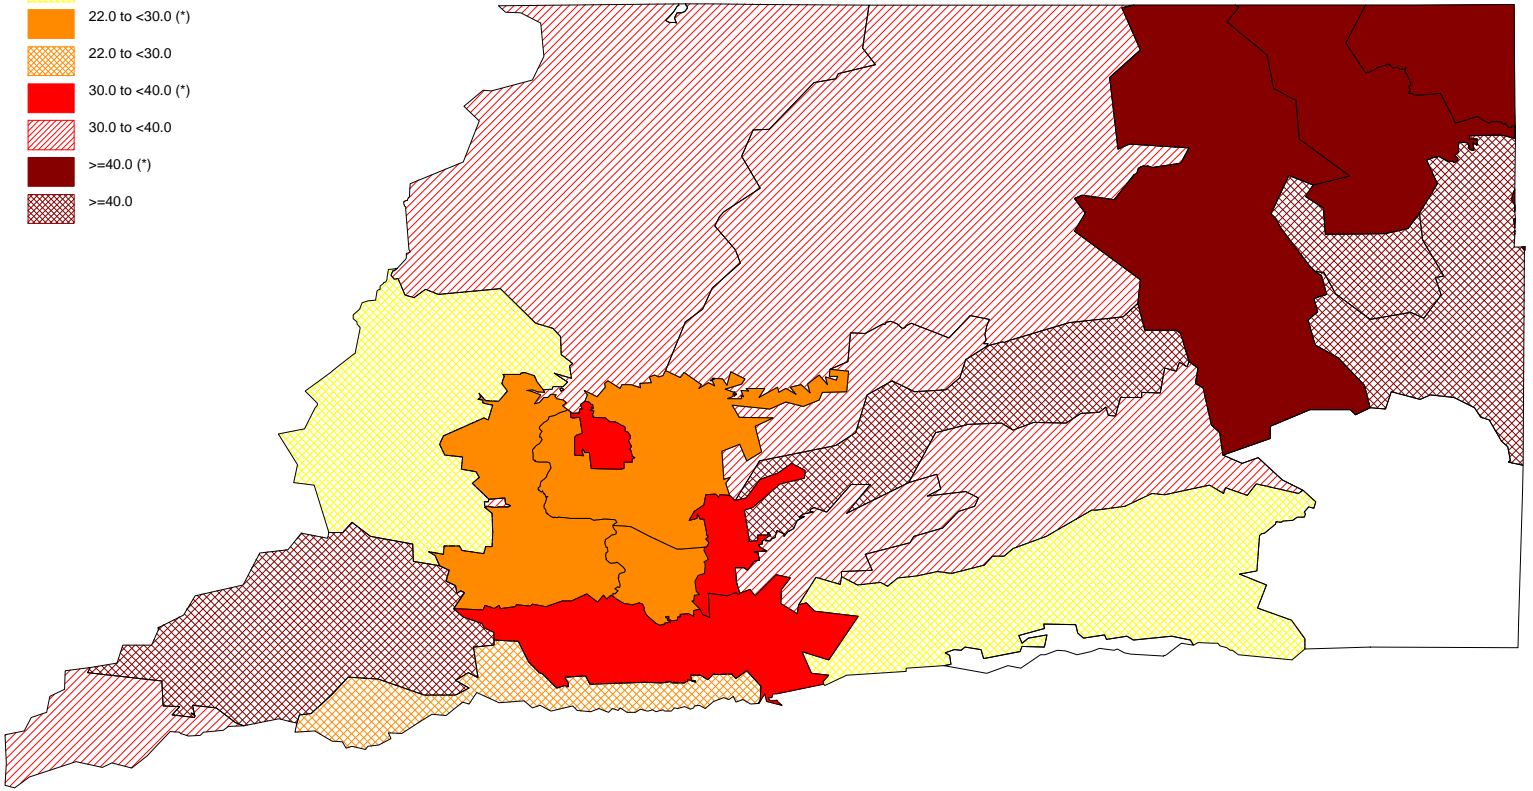 22.0 to <30.0 (*)
22.0 to <30.0
30.0 to <40.0 (*)
30.0 to <40.0
>=40.0 (*)
>=40.0